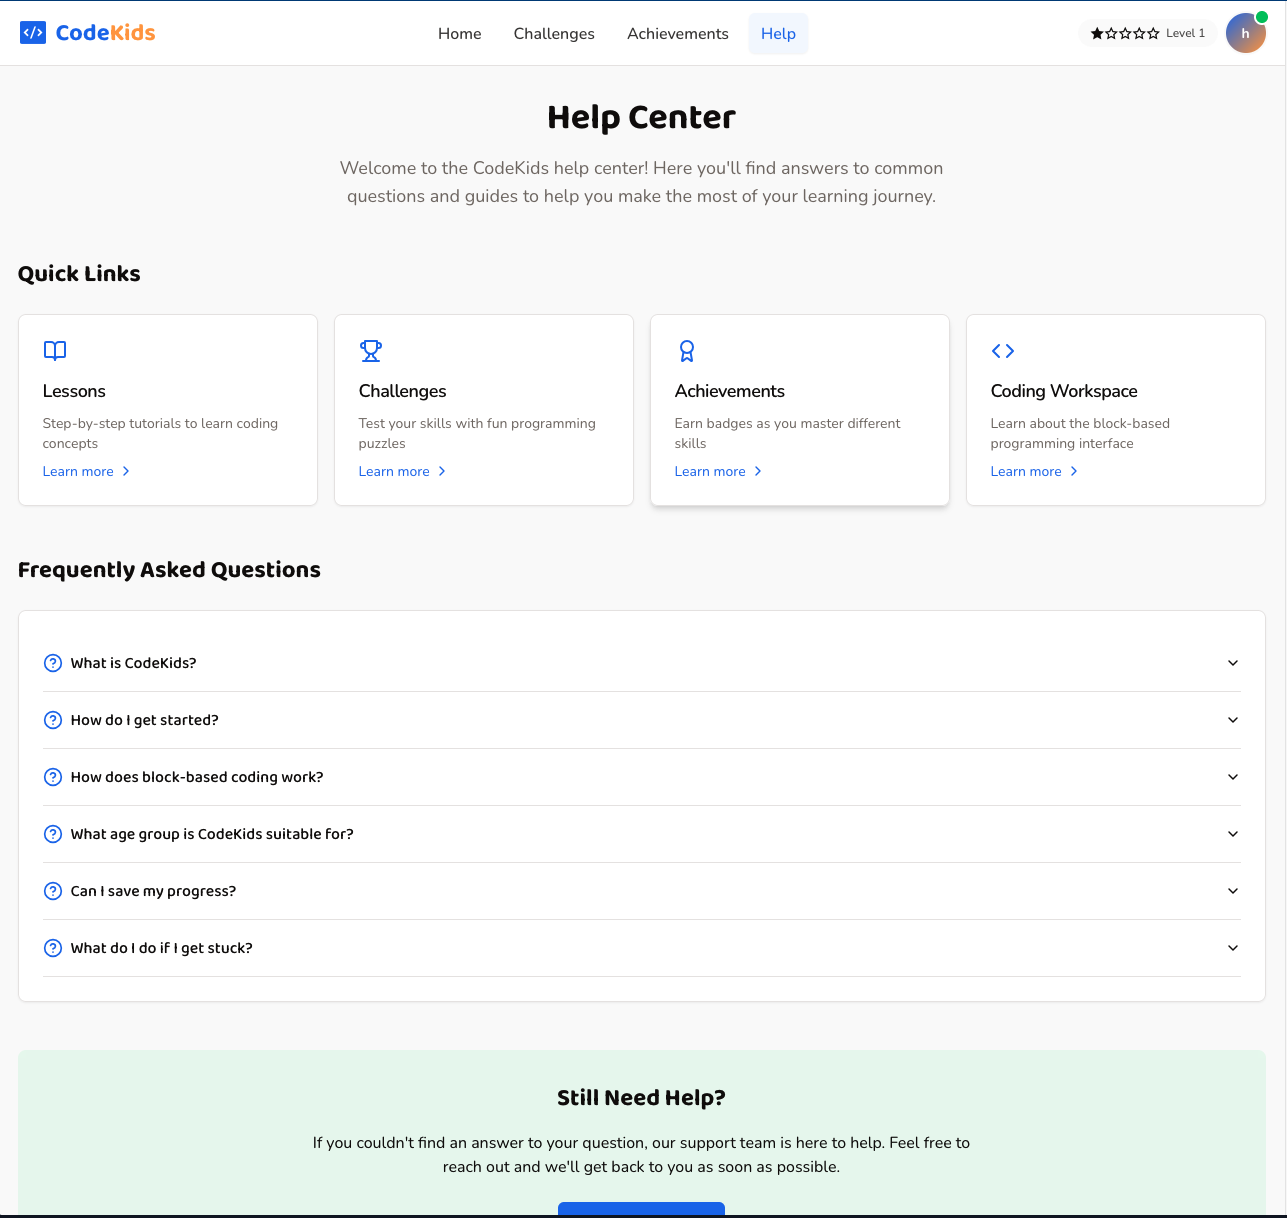 CodeKids
Home
Challenges
Achievements
Help
Level 1
h
Help Center
Welcome to the CodeKids help center! Here you'll find answers to common
questions and guides to help you make the most of your learning journey.
Quick Links
Lessons
Step-by-step tutorials to learn coding
concepts
Learn more
Challenges
Test your skills with fun programming
puzzles
Learn more
Achievements
Earn badges as you master different
skills
Learn more
Coding Workspace
Learn about the block-based
programming interface
Learn more
Frequently Asked Questions
What is CodeKids?
How do I get started?
How does block-based coding work?
What age group is CodeKids suitable for?
Can I save my progress?
What do I do if I get stuck?
Still Need Help?
If you couldn't find an answer to your question, our support team is here to help. Feel free to
reach out and we'll get back to you as soon as possible.